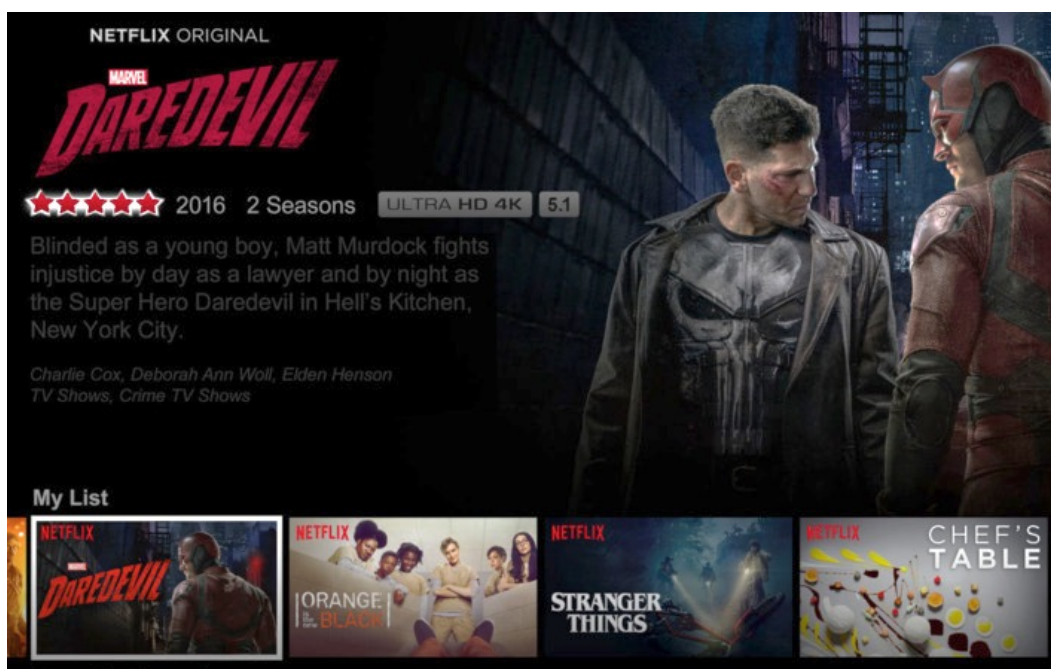 NETFLIX ORIGINAL
MARVEL
DAREDEVIL
2016 2 Seasons ULTRA HD 4K 5.1
Blinded as a young boy, Matt Murdock fights
injustice by day as a lawyer and by night as
the Super Hero Daredevil in Hell's Kitchen,
New York City.
Charlie Cox, Deborah Ann Woll, Elden Henson
TV Shows, Crime TV Shows
My List
NETFLIX
MARVEL
DAREDEVIL
NETFLIX
ORANGE
is the new
BLACK
NETFLIX
STRANGER
THINGS
NETFLIX
CHEF'S
TABLE